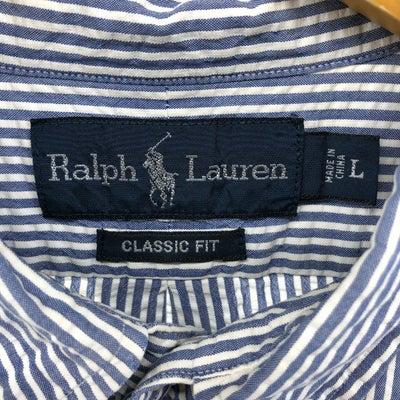 Ralph Lauren
MADE IN
CHINA
L
CLASSIC FIT